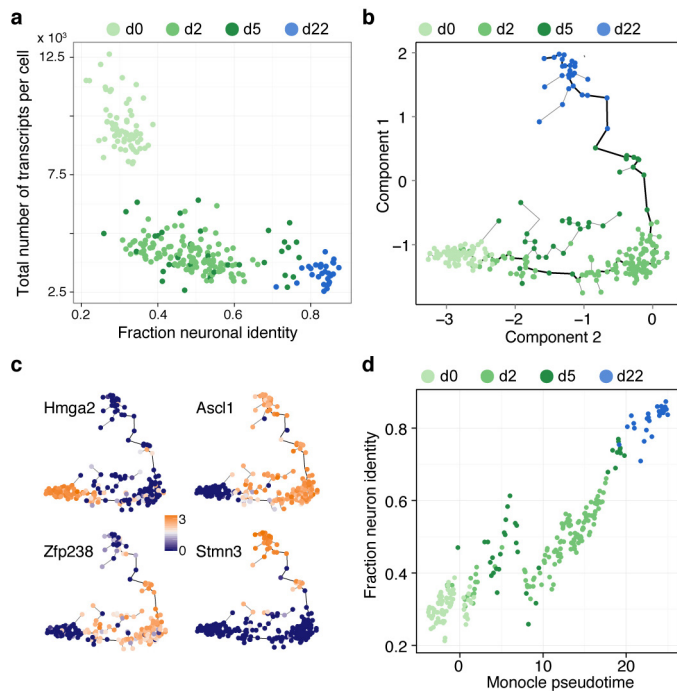 a
d0 d2 d5 d22
x 10³
12.5
7.5
2.5
Total number of transcripts per cell
0.2 0.4 0.6 0.8
Fraction neuronal identity
b
d0 d2 d5 d22
2
1
0
−1
Component 1
−3 −2 −1 0
Component 2
c
Hmga2
Ascl1
Zfp238
3
0
Stmn3
d
d0 d2 d5 d22
0.8
0.6
0.4
0.2
Fraction neuron identity
0 10 20
Monocle pseudotime